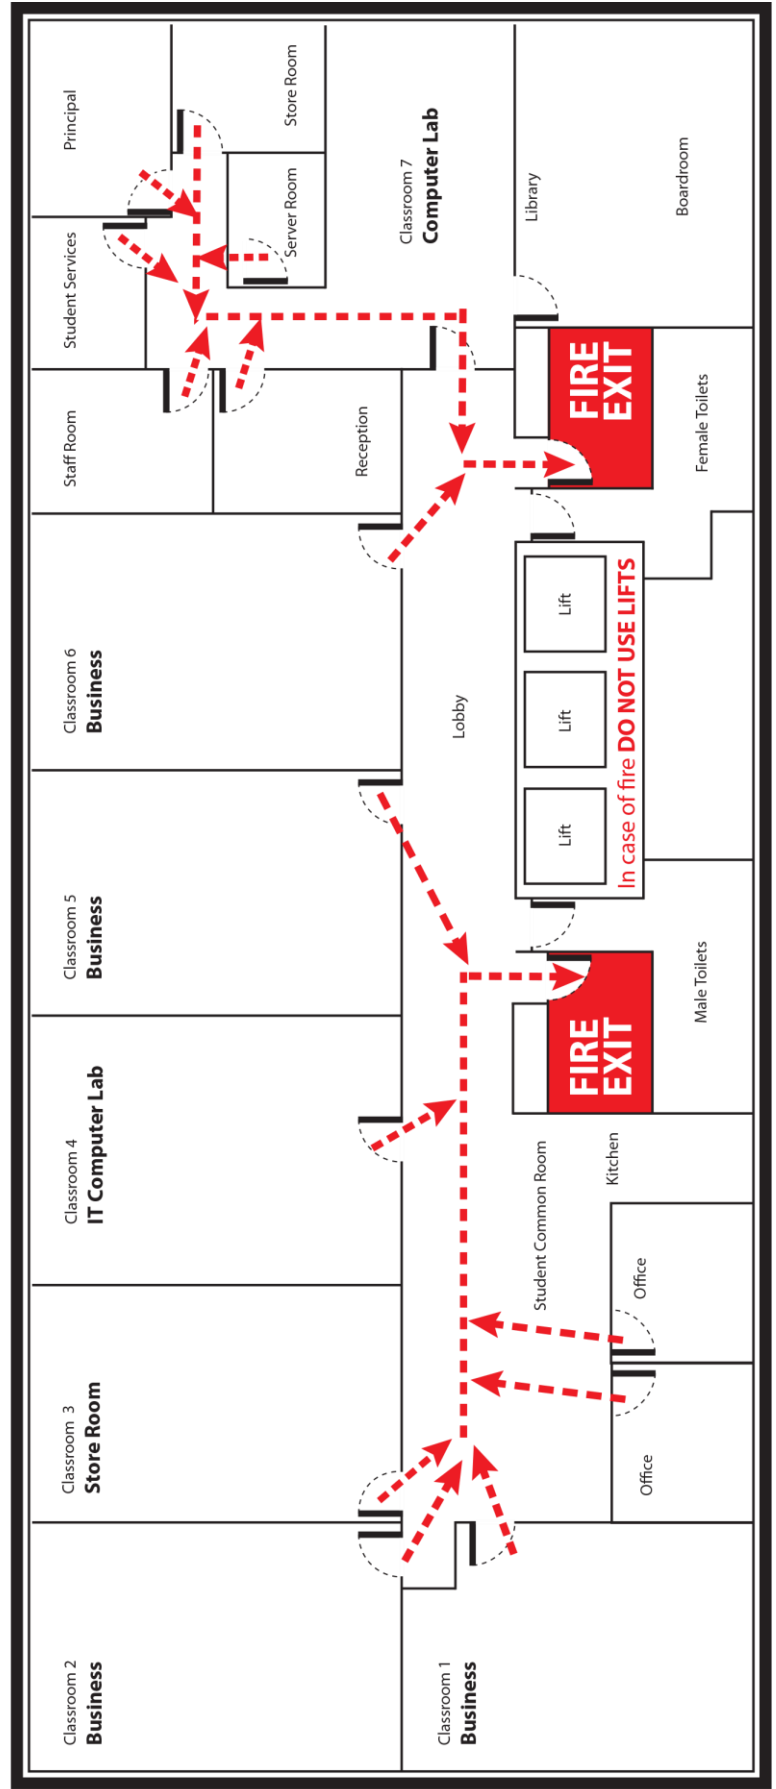 Principal
Store Room
Student Services
Server Room
Classroom 7
Computer Lab
Library
Boardroom
Staff Room
Reception
FIRE
EXIT
Female Toilets
Classroom 6
Business
Lobby
Lift
Lift
Lift
In case of fire DO NOT USE LIFTS
Classroom 5
Business
Classroom 4
IT Computer Lab
FIRE
EXIT
Male Toilets
Student Common Room
Kitchen
Classroom 3
Store Room
Office
Office
Classroom 2
Business
Classroom 1
Business